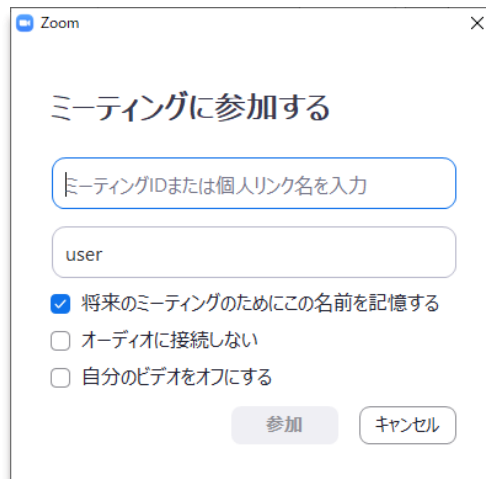 Zoom
ミーティングに参加する
ミーティングIDまたは個人リンク名を入力
user
将来のミーティングのためにこの名前を記憶する
オーディオに接続しない
自分のビデオをオフにする
参加 キャンセル